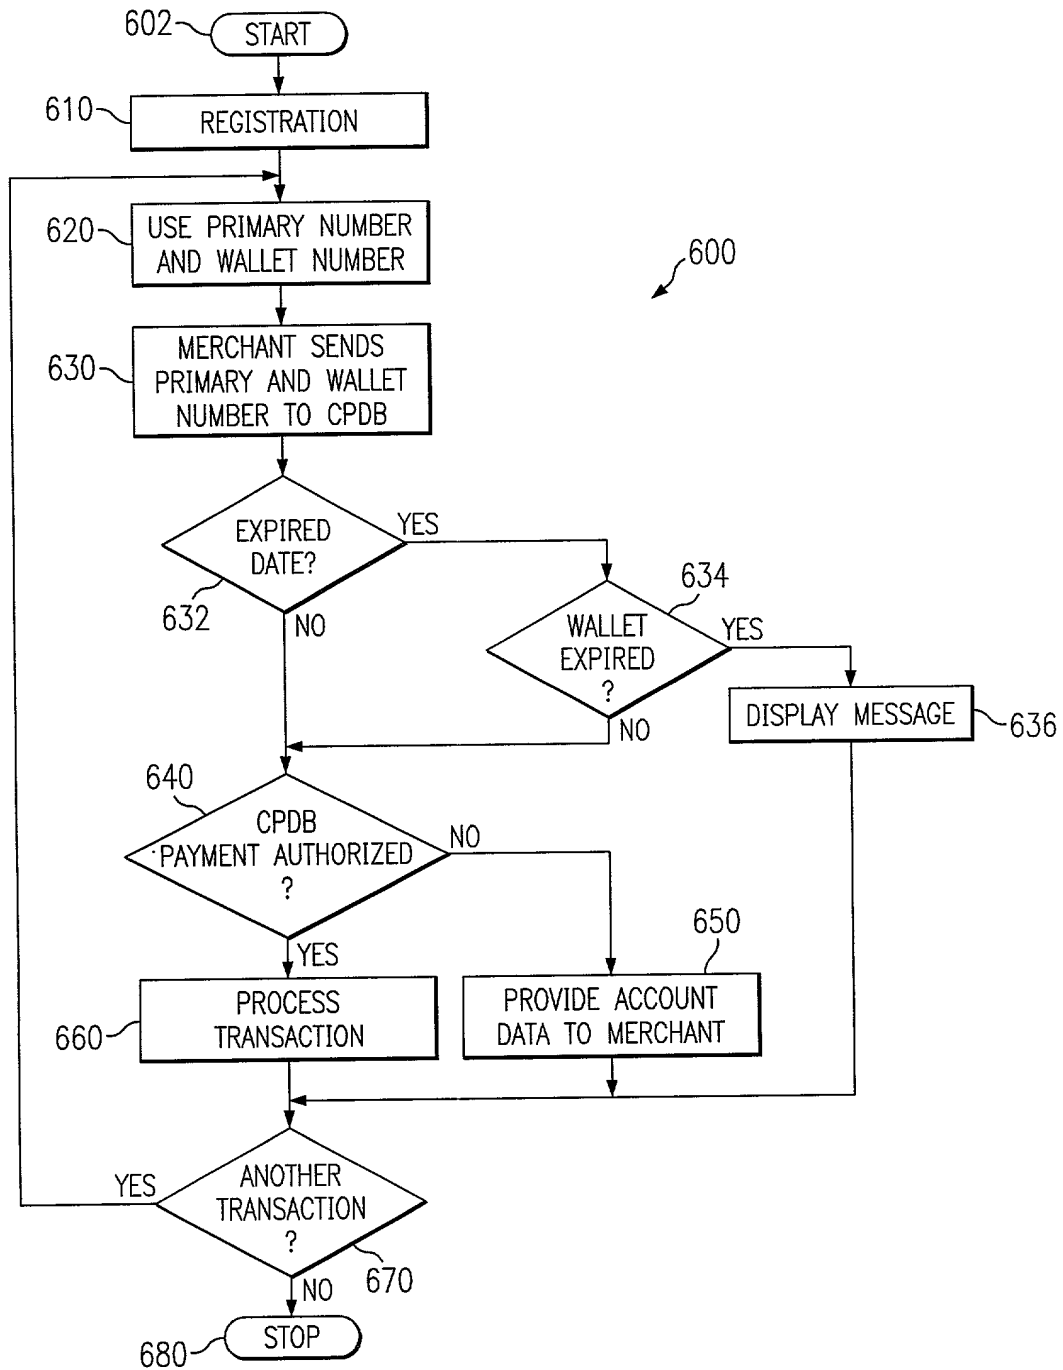 602
START
610
REGISTRATION
620
USE PRIMARY NUMBER
AND WALLET NUMBER
600
630
MERCHANT SENDS
PRIMARY AND WALLET
NUMBER TO CPDB
EXPIRED
DATE?
YES
632
NO
634
WALLET
EXPIRED
?
YES
NO
DISPLAY MESSAGE
636
640
CPDB
PAYMENT AUTHORIZED
?
NO
YES
650
PROVIDE ACCOUNT
DATA TO MERCHANT
660
PROCESS
TRANSACTION
YES
ANOTHER
TRANSACTION
?
670
NO
680
STOP